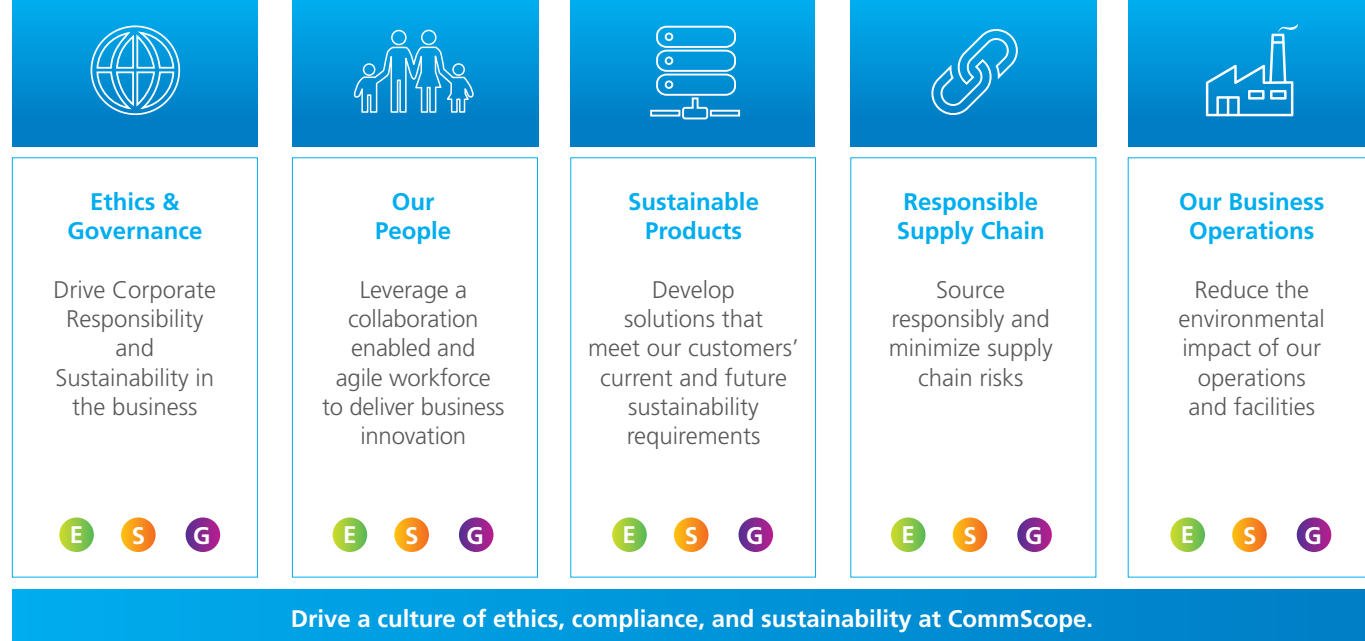 Ethics &
Governance
Drive Corporate
Responsibility
and
Sustainability in
the business
E S G
Our
People
Leverage a
collaboration
enabled and
agile workforce
to deliver business
innovation
E S G
Sustainable
Products
Develop
solutions that
meet our customers’
current and future
sustainability
requirements
E S G
Responsible
Supply Chain
Source
responsibly and
minimize supply
chain risks
E S G
Our Business
Operations
Reduce the
environmental
impact of our
operations
and facilities
E S G
Drive a culture of ethics, compliance, and sustainability at CommScope.